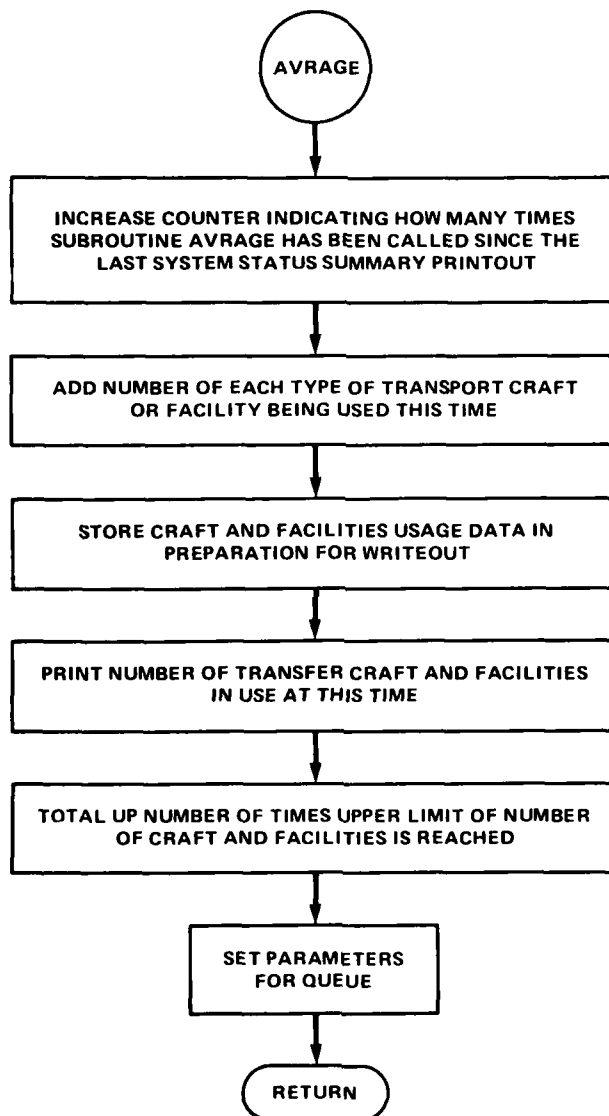 AVRAGE
INCREASE COUNTER INDICATING HOW MANY TIMES
SUBROUTINE AVRAGE HAS BEEN CALLED SINCE THE
LAST SYSTEM STATUS SUMMARY PRINTOUT
ADD NUMBER OF EACH TYPE OF TRANSPORT CRAFT
OR FACILITY BEING USED THIS TIME
STORE CRAFT AND FACILITIES USAGE DATA IN
PREPARATION FOR WRITEOUT
PRINT NUMBER OF TRANSFER CRAFT AND FACILITIES
IN USE AT THIS TIME
TOTAL UP NUMBER OF TIMES UPPER LIMIT OF NUMBER
OF CRAFT AND FACILITIES IS REACHED
SET PARAMETERS
FOR QUEUE
RETURN